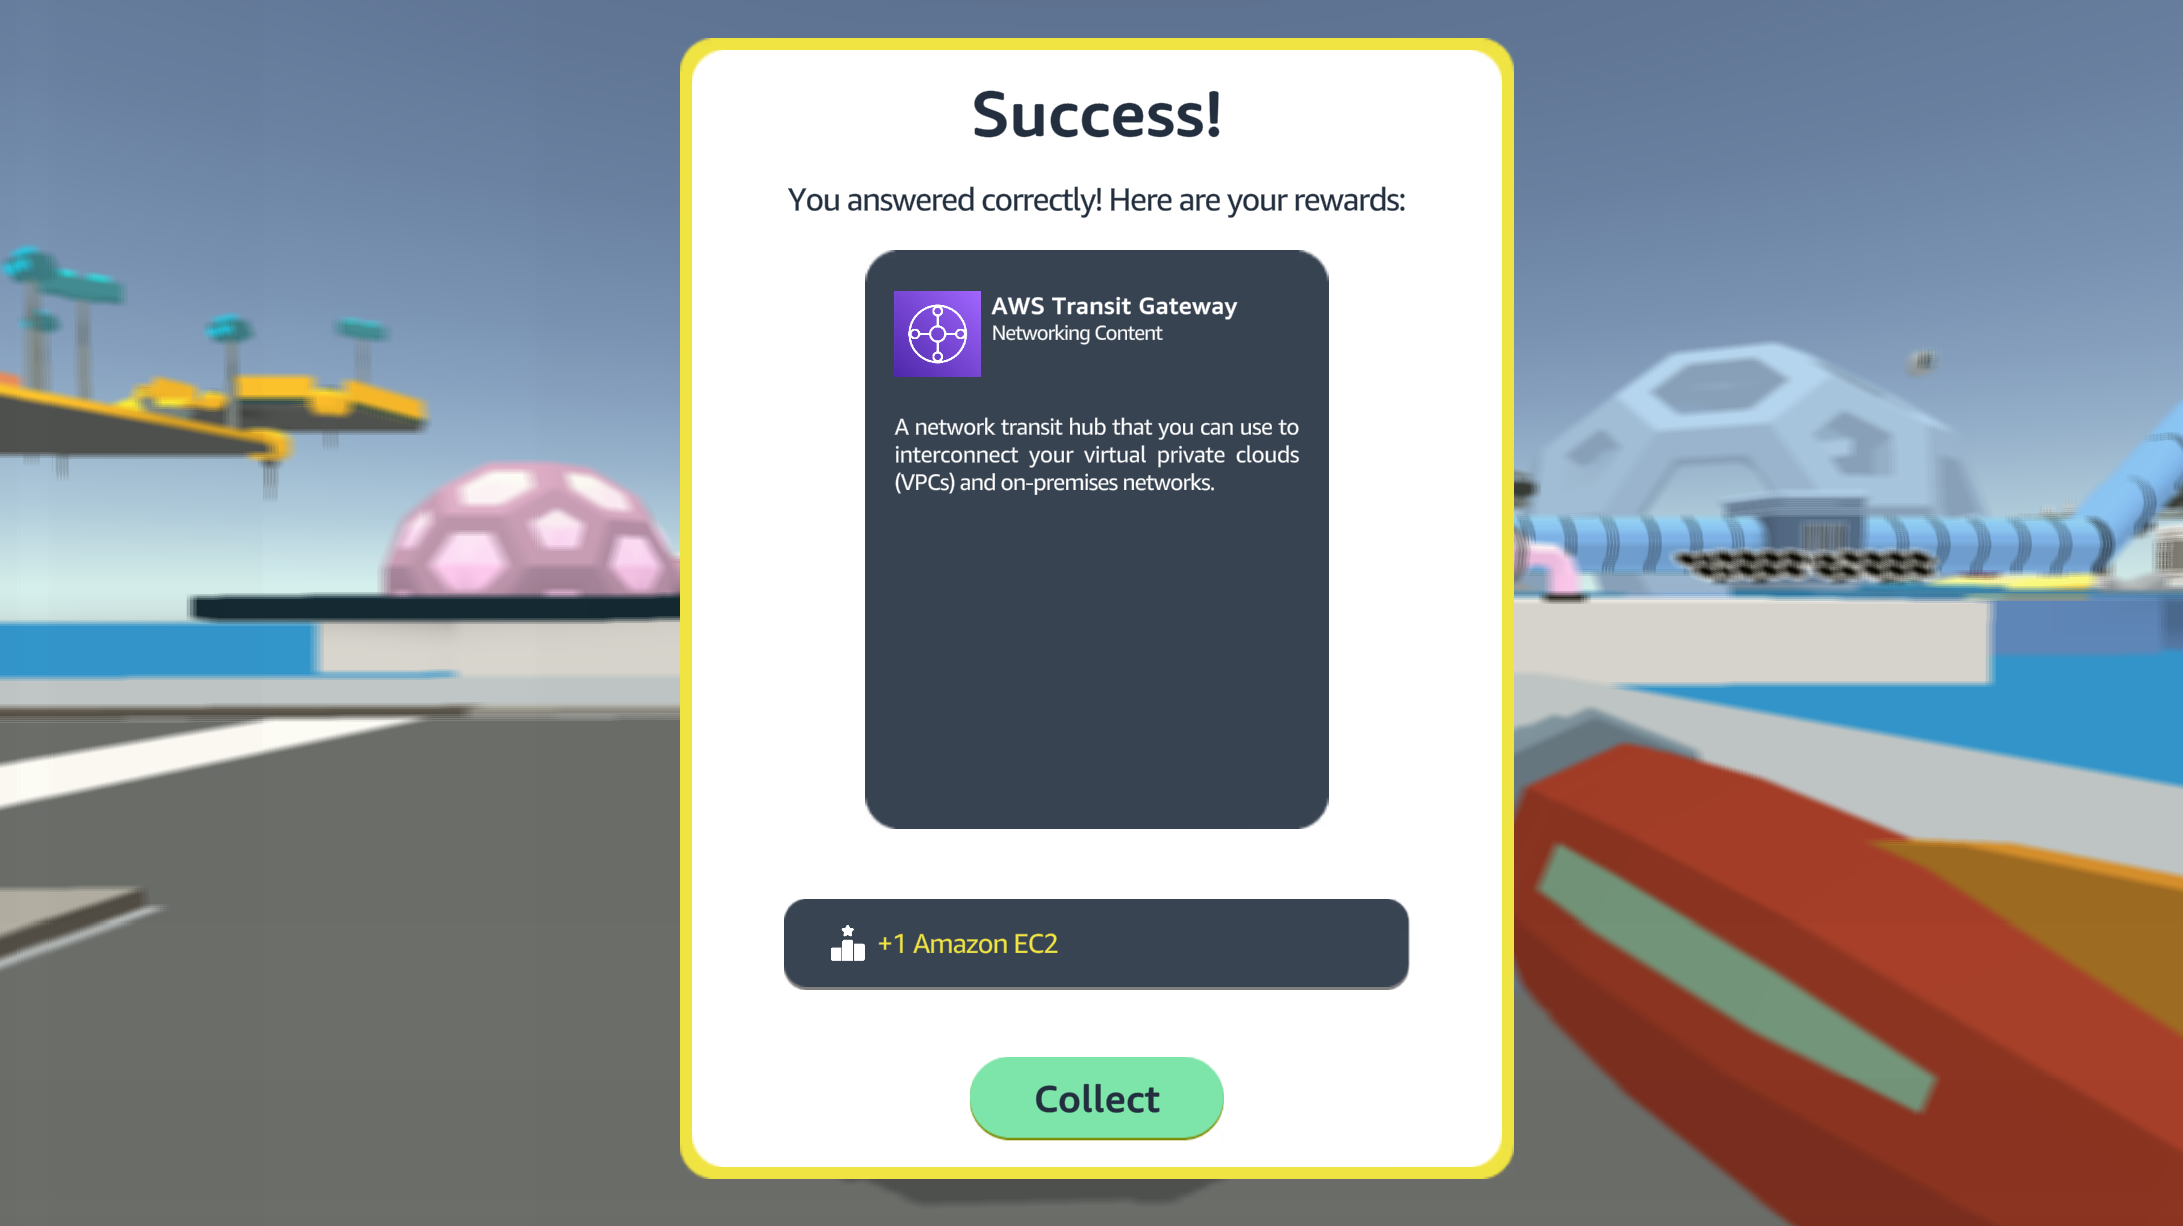 Success!
You answered correctly! Here are your rewards:
AWS Transit Gateway
Networking Content
A network transit hub that you can use to
interconnect your virtual private clouds
(VPCs) and on-premises networks.
+1 Amazon EC2
Collect